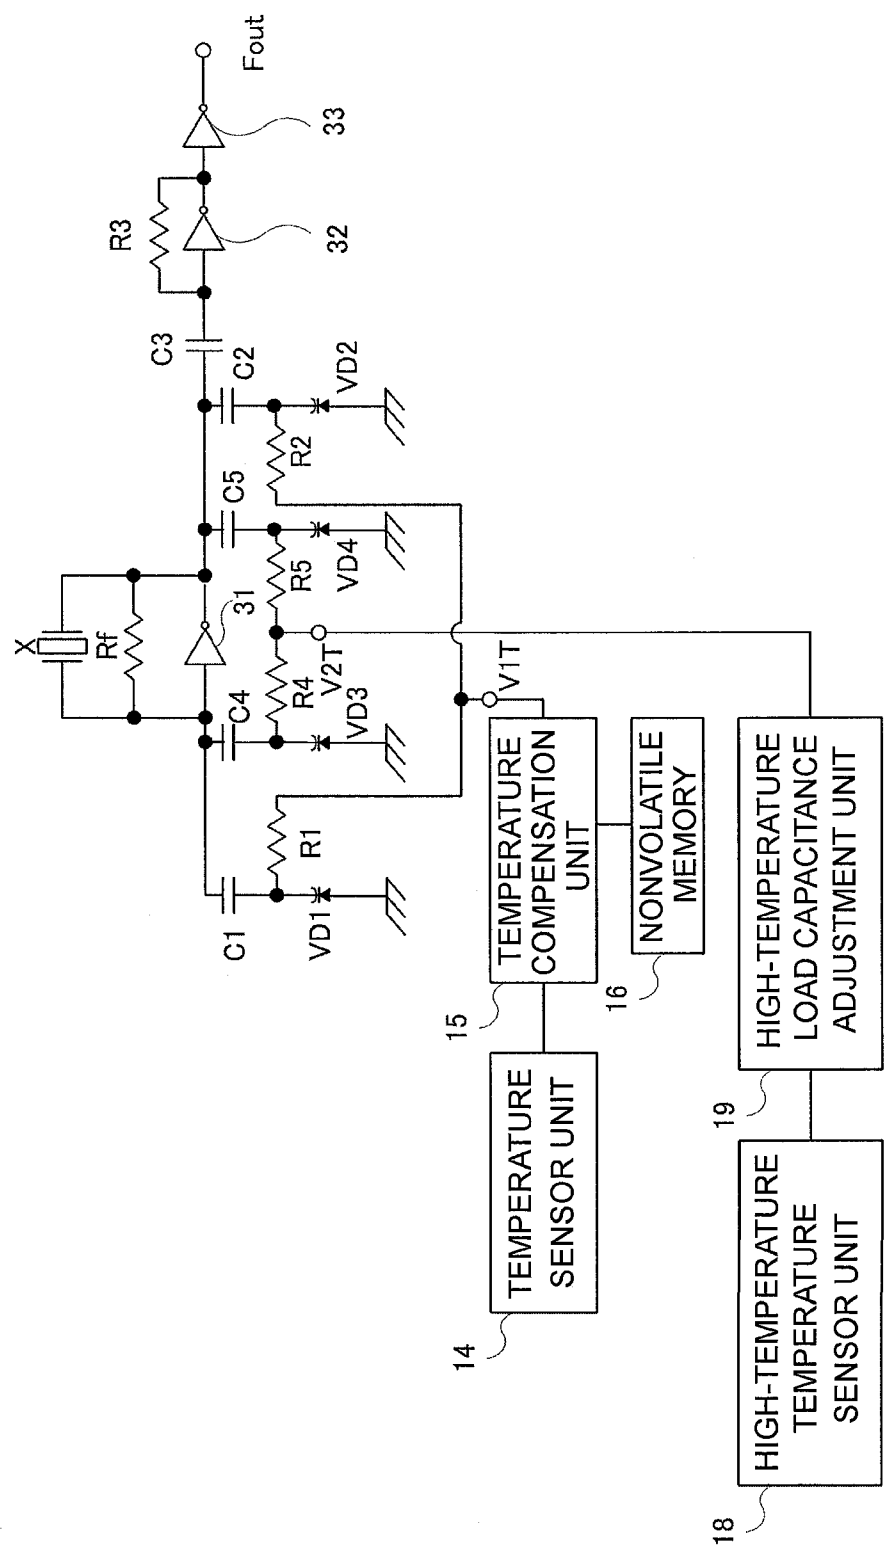 X
Rf
31
C4
C5
C1
R1
VD1
R4
VD3
V2T
R5
VD4
C2
R2
VD2
C3
R3
32
33
Fout
V1T
14
TEMPERATURE
SENSOR UNIT
15
TEMPERATURE
COMPENSATION
UNIT
16
NONVOLATILE
MEMORY
18
HIGH-TEMPERATURE
TEMPERATURE
SENSOR UNIT
19
HIGH-TEMPERATURE
LOAD CAPACITANCE
ADJUSTMENT UNIT